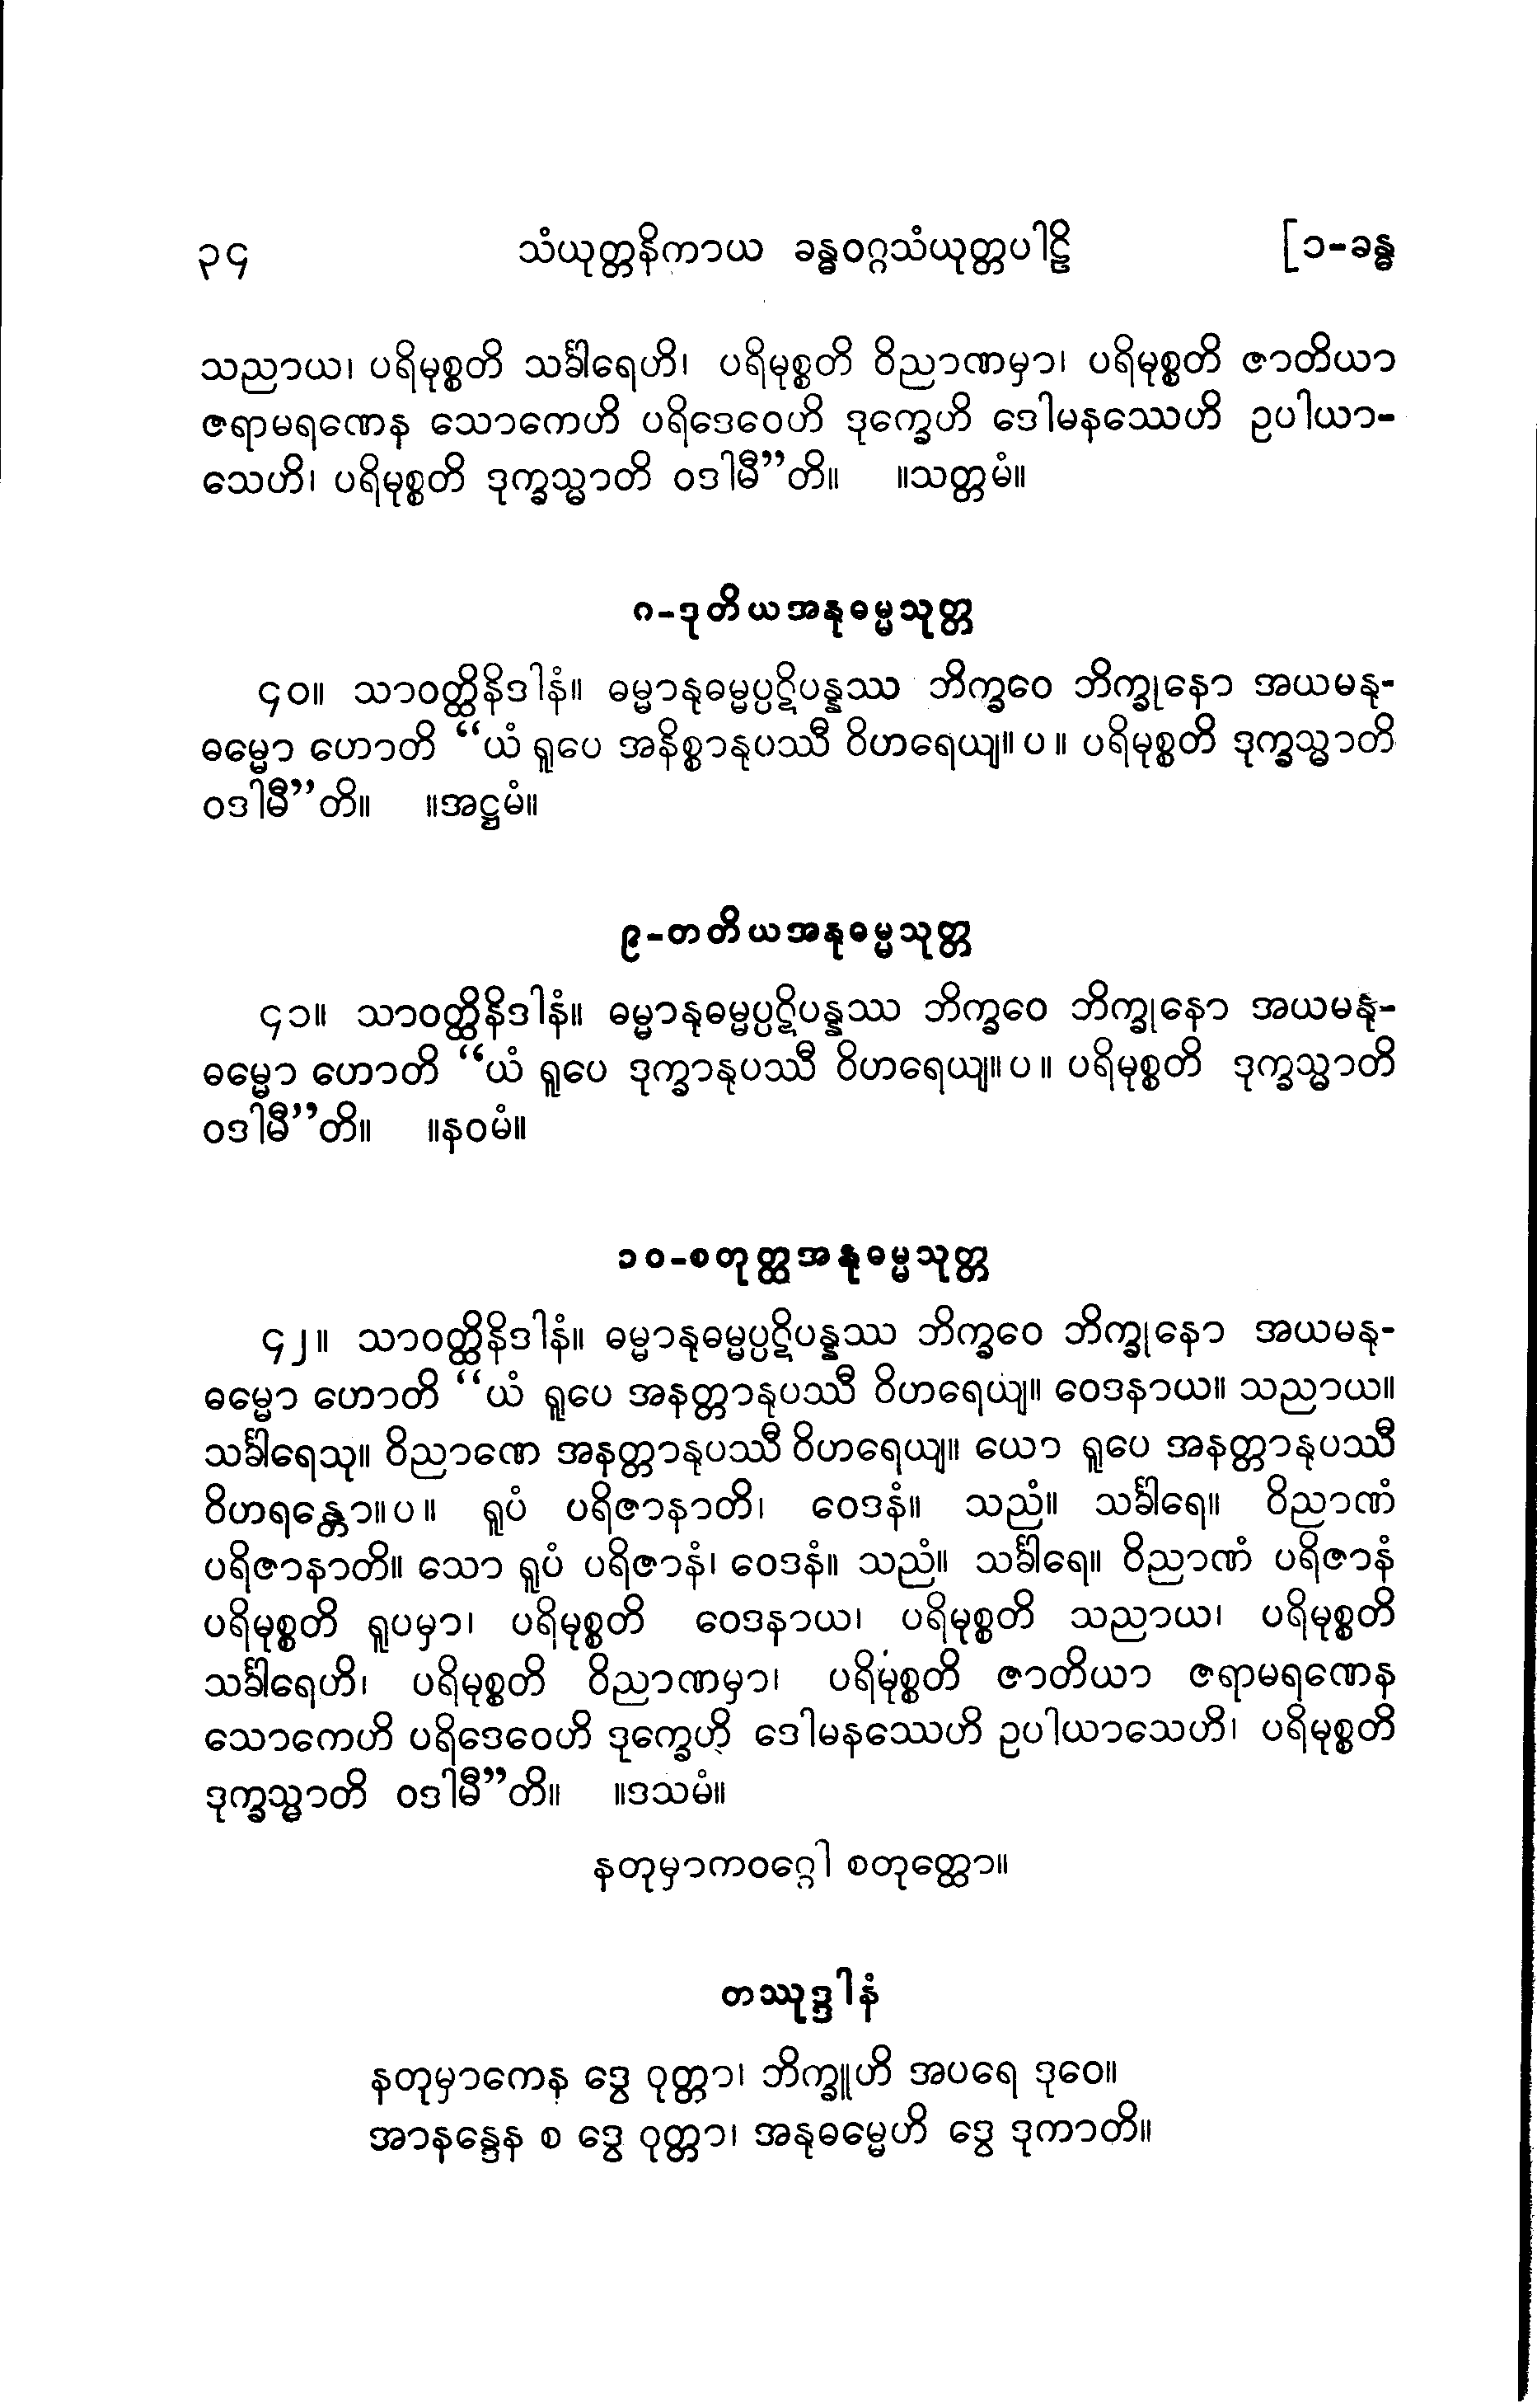 ၃၄ သံယုတ္တနိကာယ ခန္ဓဝဂ္ဂသံယုတ္တပါဠိ [၁-ခန္ဓ
သညာယ၊ ပရိမုစ္စတိ သင်္ခါရေဟိ၊ ပရိမုစ္စတိ ဝိညာဏမှာ၊ ပရိမုစ္စတိ ဇာတိယာ
ဇရာမရဏေန သောကေဟိ ပရိဒေဝေဟိ ဒုက္ခေဟိ ဒေါမနဿေဟိ ဥပါယာ-
သေဟိ၊ ပရိမုစ္စတိ ဒုက္ခသ္မာတိ ဝဒါမီ”တိ။ ။သတ္တမံ။
၈-ဒုတိယအနုဓမ္မသုတ္တ
၄၀။ သာဝတ္ထိနိဒါနံ။ ဓမ္မာနုဓမ္မပ္ပဋိပန္နဿ ဘိက္ခဝေ ဘိက္ခုနော အယမနု-
ဓမ္မော ဟောတိ “ယံ ရူပေ အနိစ္စာနုပဿီ ဝိဟရေယျ။ပ။ ပရိမုစ္စတိ ဒုက္ခသ္မာတိ
ဝဒါမီ”တိ။ ။အဋ္ဌမံ။
၉-တတိယအနုဓမ္မသုတ္တ
၄၁။ သာဝတ္ထိနိဒါနံ။ ဓမ္မာနုဓမ္မပ္ပဋိပန္နဿ ဘိက္ခဝေ ဘိက္ခုနော အယမနု-
ဓမ္မော ဟောတိ “ယံ ရူပေ ဒုက္ခာနုပဿီ ဝိဟရေယျ။ပ။ ပရိမုစ္စတိ ဒုက္ခသ္မာတိ
ဝဒါမီ”တိ။ ။နဝမံ။
၁၀-စတုတ္ထအနုဓမ္မသုတ္တ
၄၂။ သာဝတ္ထိနိဒါနံ။ ဓမ္မာနုဓမ္မပ္ပဋိပန္နဿ ဘိက္ခဝေ ဘိက္ခုနော အယမနု-
ဓမ္မော ဟောတိ “ယံ ရူပေ အနတ္တာနုပဿီ ဝိဟရေယျ။ ဝေဒနာယ။ သညာယ။
သင်္ခါရေသု။ ဝိညာဏေ အနတ္တာနုပဿီ ဝိဟရေယျ။ ယော ရူပေ အနတ္တာနုပဿီ
ဝိဟရန္တော။ပ။ ရူပံ ပရိဇာနာတိ၊ ဝေဒနံ။ သညံ။ သင်္ခါရေ။ ဝိညာဏံ
ပရိဇာနာတိ။ သော ရူပံ ပရိဇာနံ၊ ဝေဒနံ။ သညံ။ သင်္ခါရေ။ ဝိညာဏံ ပရိဇာနံ
ပရိမုစ္စတိ ရူပမှာ၊ ပရိမုစ္စတိ ဝေဒနာယ၊ ပရိမုစ္စတိ သညာယ၊ ပရိမုစ္စတိ
သင်္ခါရေဟိ၊ ပရိမုစ္စတိ ဝိညာဏမှာ၊ ပရိမုစ္စတိ ဇာတိယာ ဇရာမရဏေန
သောကေဟိ ပရိဒေဝေဟိ ဒုက္ခေဟိ ဒေါမနဿေဟိ ဥပါယာသေဟိ၊ ပရိမုစ္စတိ
ဒုက္ခသ္မာတိ ဝဒါမီ”တိ။ ။ဒသမံ။
နတုမှာကဝဂ္ဂေါ စတုတ္ထော။
တဿုဒ္ဒါနံ
နတုမှာကေန ဒွေ ဝုတ္တာ၊ ဘိက္ခူဟိ အပရေ ဒုဝေ။
အာနန္ဒေန စ ဒွေ ဝုတ္တာ၊ အနုဓမ္မေဟိ ဒွေ ဒုကာတိ။